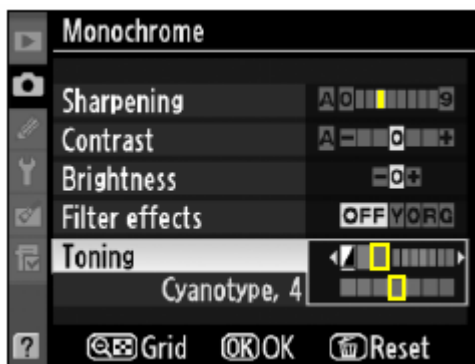 Monochrome
Sharpening A 0 9
Contrast A - 0 +
Brightness - 0 +
Filter effects OFF Y O R G
Toning
Cyanotype, 4
? Grid OK OK Reset